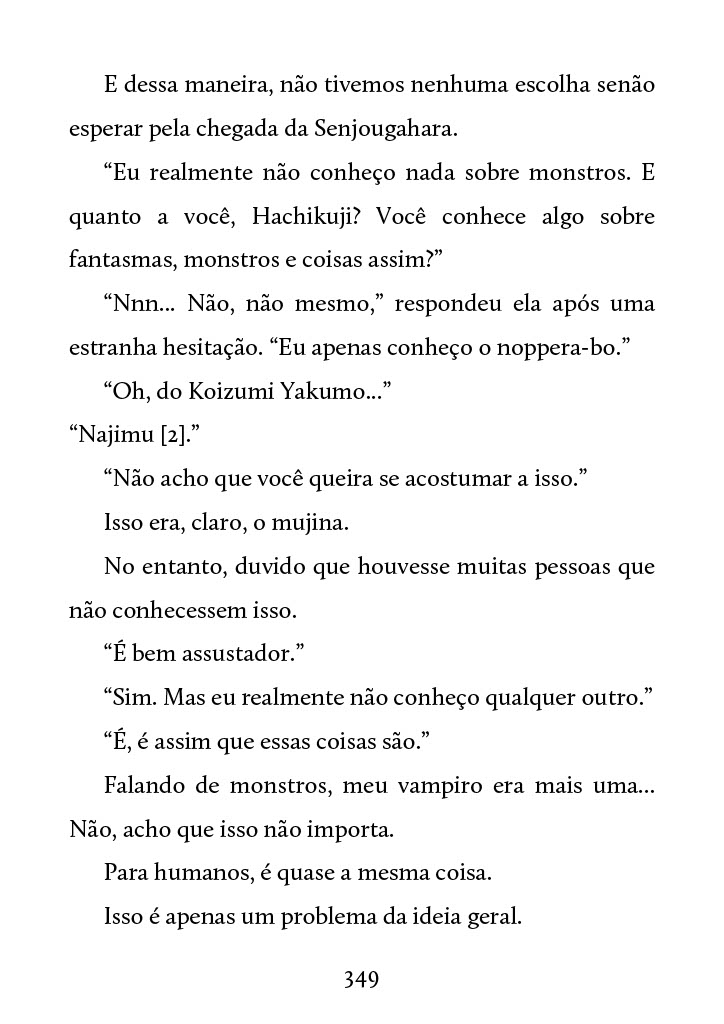 E dessa maneira, não tivemos nenhuma escolha senão
esperar pela chegada da Senjougahara.
“Eu realmente não conheço nada sobre monstros. E
quanto a você, Hachikuji? Você conhece algo sobre
fantasmas, monstros e coisas assim?”
“Nnn... Não, não mesmo,” respondeu ela após uma
estranha hesitação. “Eu apenas conheço o noppera-bo.”
“Oh, do Koizumi Yakumo...”
“Najimu [2].”
“Não acho que você queira se acostumar a isso.”
Isso era, claro, o mujina.
No entanto, duvido que houvesse muitas pessoas que
não conhecessem isso.
“É bem assustador.”
“Sim. Mas eu realmente não conheço qualquer outro.”
“É, é assim que essas coisas são.”
Falando de monstros, meu vampiro era mais uma...
Não, acho que isso não importa.
Para humanos, é quase a mesma coisa.
Isso é apenas um problema da ideia geral.
349